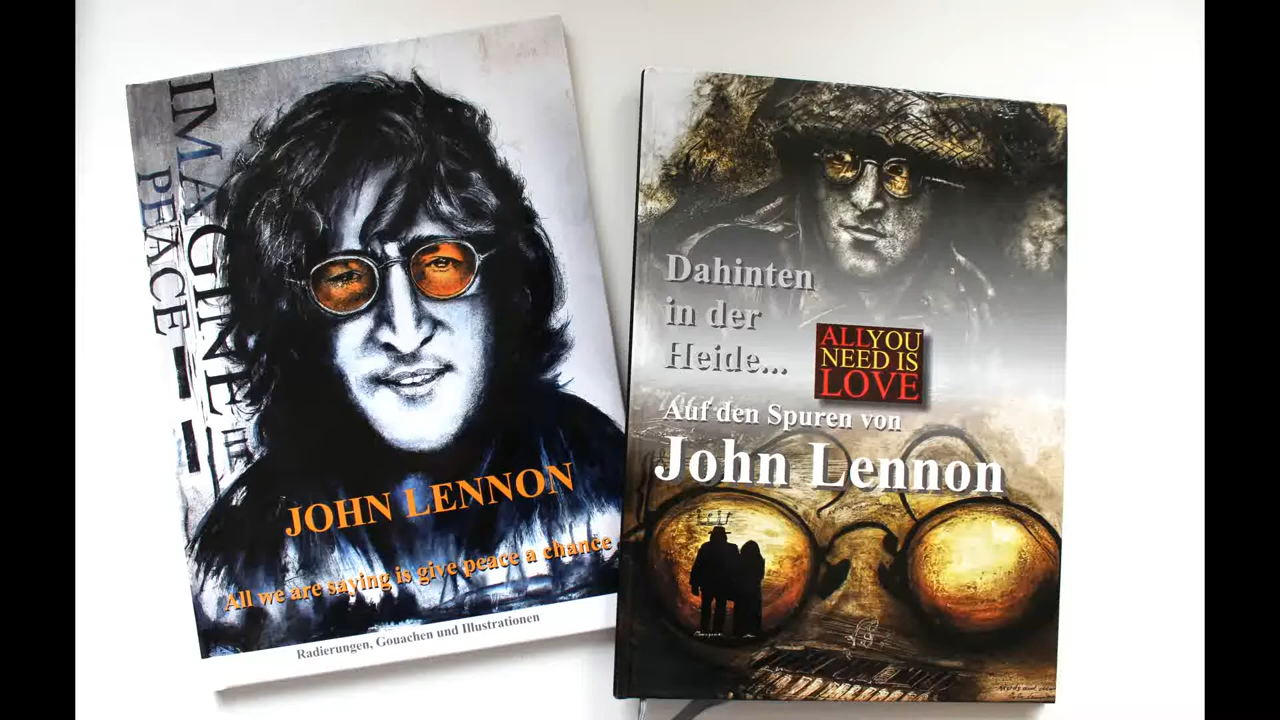 IMAGINE
PEACE
JOHN LENNON
All we are saying is give peace a chance
Radierungen, Gouachen und Illustrationen
Dahinten
in der
Heide...
ALL YOU
NEED IS
LOVE
Auf den Spuren von
John Lennon